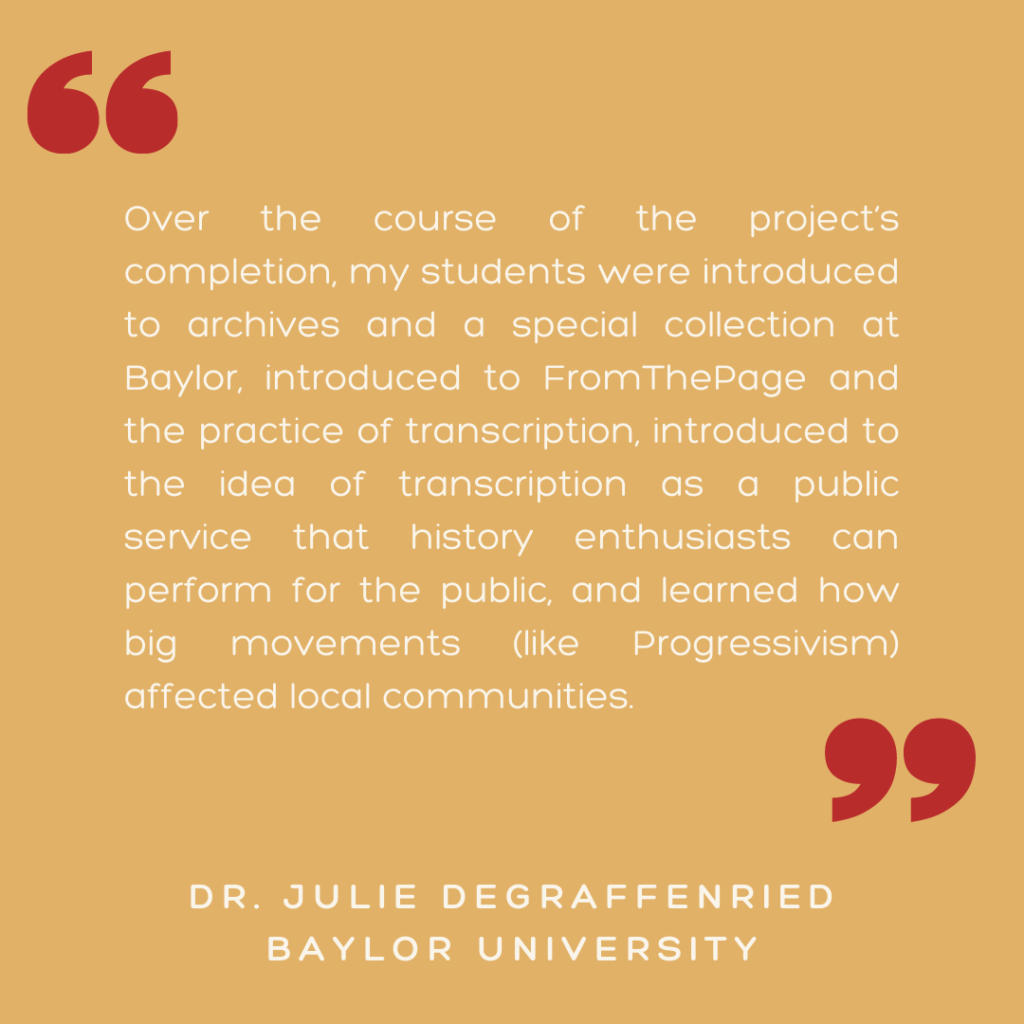 “
Over the course of the project’s
completion, my students were introduced
to archives and a special collection at
Baylor, introduced to FromThePage and
the practice of transcription, introduced to
the idea of transcription as a public
service that history enthusiasts can
perform for the public, and learned how
big movements (like Progressivism)
affected local communities.
”
DR. JULIE DEGRAFFENRIED
BAYLOR UNIVERSITY